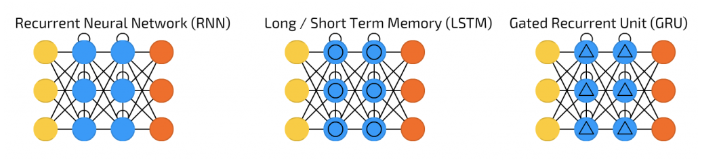 Recurrent Neural Network (RNN)
Long / Short Term Memory (LSTM)
Gated Recurrent Unit (GRU)